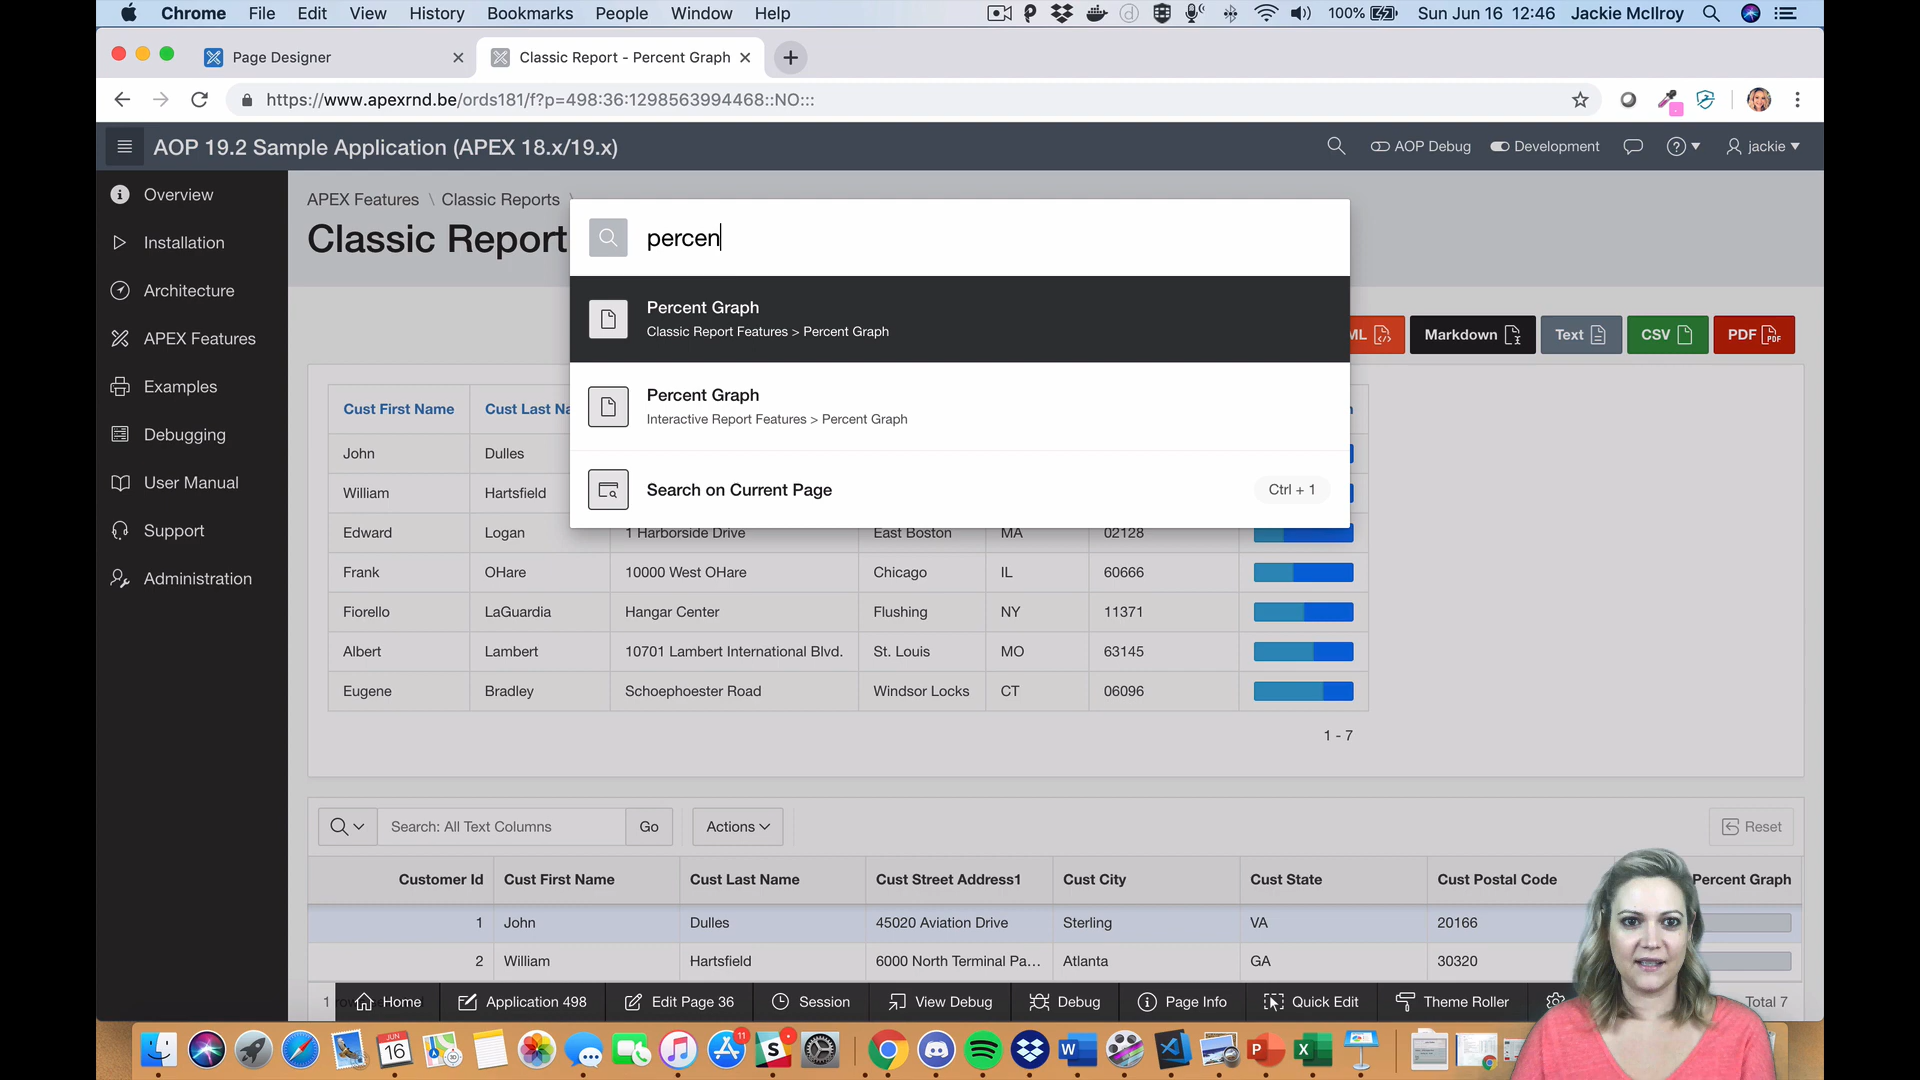 Chrome File Edit View History Bookmarks People Window Help 100% Sun Jun 16 12:46 Jackie McIlroy
Page Designer Classic Report - Percent Graph
https://www.apexrnd.be/ords181/f?p=498:36:1298563994468::NO:::
AOP 19.2 Sample Application (APEX 18.x/19.x) AOP Debug Development jackie
Overview
Installation
Architecture
APEX Features
Examples
Debugging
User Manual
Support
Administration
APEX Features \ Classic Reports \
Classic Report
percen
Percent Graph
Classic Report Features > Percent Graph
Percent Graph
Interactive Report Features > Percent Graph
Search on Current Page Ctrl + 1
ML Markdown Text CSV PDF
Cust First Name Cust Last Na
John Dulles
William Hartsfield
Edward Logan 1 Harborside Drive East Boston MA 02128
Frank OHare 10000 West OHare Chicago IL 60666
Fiorello LaGuardia Hangar Center Flushing NY 11371
Albert Lambert 10701 Lambert International Blvd. St. Louis MO 63145
Eugene Bradley Schoephoester Road Windsor Locks CT 06096
1 - 7
Search: All Text Columns Go Actions Reset
Customer Id Cust First Name Cust Last Name Cust Street Address1 Cust City Cust State Cust Postal Code Percent Graph
1 John Dulles 45020 Aviation Drive Sterling VA 20166
2 William Hartsfield 6000 North Terminal Pa... Atlanta GA 30320
1 Home Application 498 Edit Page 36 Session View Debug Debug Page Info Quick Edit Theme Roller Total 7